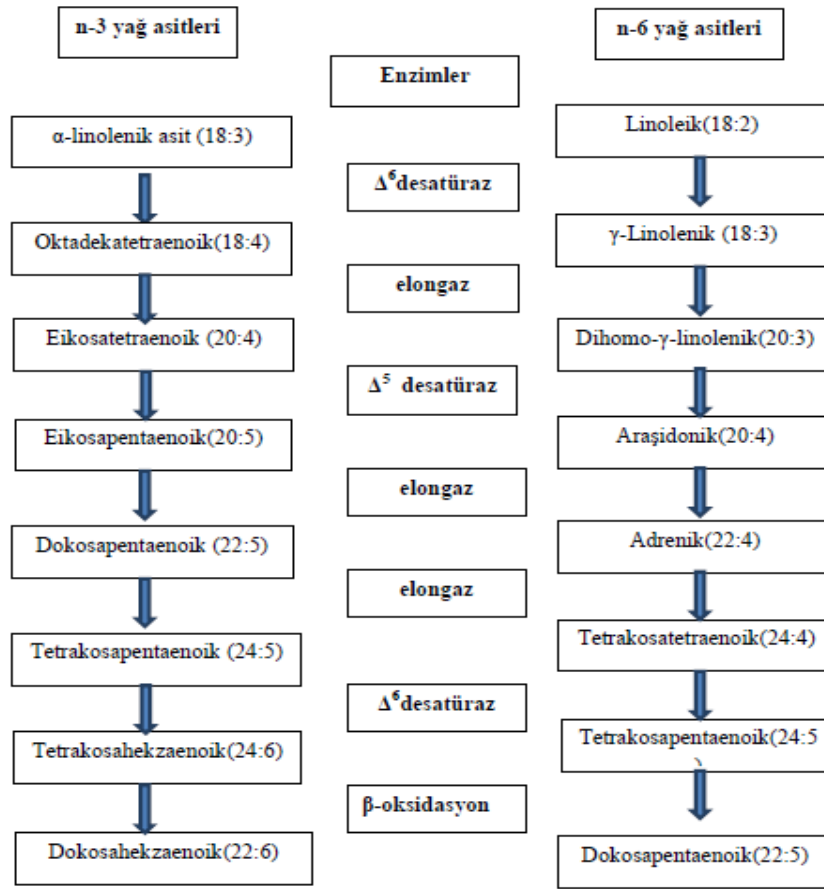 n-3 yağ asitleri
α-linolenik asit (18:3)
Oktadekatetraenoik(18:4)
Eikosatetraenoik (20:4)
Eikosapentaenoik(20:5)
Dokosapentaenoik (22:5)
Tetrakosapentaenoik (24:5)
Tetrakosahekzaenoik(24:6)
Dokosahekzaenoik(22:6)
Enzimler
Δ⁶desatüraz
elongaz
Δ⁵ desatüraz
elongaz
elongaz
Δ⁶desatüraz
β-oksidasyon
n-6 yağ asitleri
Linoleik(18:2)
γ-Linolenik (18:3)
Dihomo-γ-linolenik(20:3)
Araşidonik(20:4)
Adrenik(22:4)
Tetrakosatetraenoik(24:4)
Tetrakosapentaenoik(24:5
)
Dokosapentaenoik(22:5)